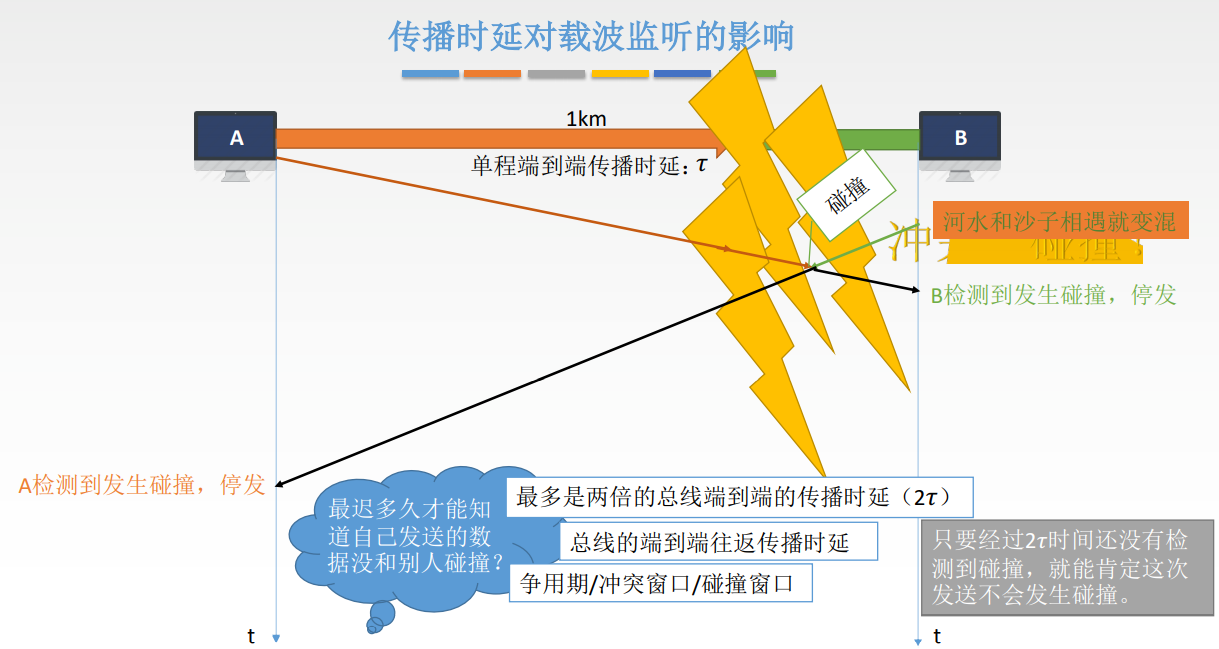 传播时延对载波监听的影响
1km
A
B
单程端到端传播时延：τ
碰撞
河水和沙子相遇就变混
冲
碰撞
B检测到发生碰撞，停发
A检测到发生碰撞，停发
最迟多久才能知
道自己发送的数
据没和别人碰撞？
最多是两倍的总线端到端的传播时延（2τ）
总线的端到端往返传播时延
争用期/冲突窗口/碰撞窗口
只要经过2τ时间还没有检
测到碰撞，就能肯定这次
发送不会发生碰撞。
t
t